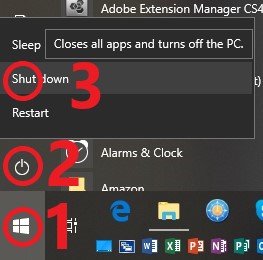 Adobe Extension Manager CS4
Sleep
Closes all apps and turns off the PC.
Shut down
3
Restart
2
Alarms & Clock
Amazon
1